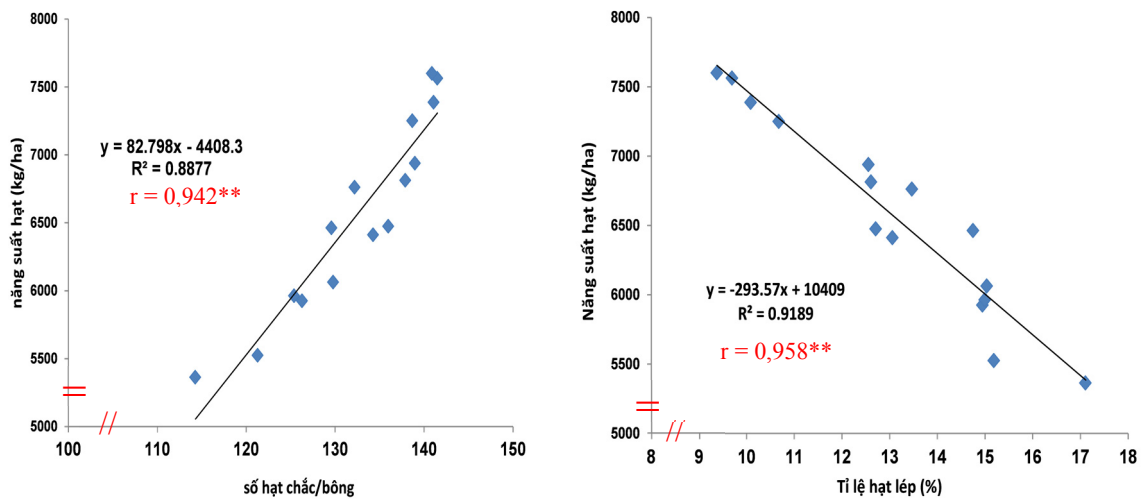 8000
7500
7000
6500
6000
5500
5000
năng suất hạt (kg/ha)
y = 82.798x - 4408.3
R² = 0.8877
r = 0,942**
100 110 120 130 140 150
số hạt chắc/bông
8000
7500
7000
6500
6000
5500
5000
Năng suất hạt (kg/ha)
y = -293.57x + 10409
R² = 0.9189
r = 0,958**
8 9 10 11 12 13 14 15 16 17 18
Tỉ lệ hạt lép (%)